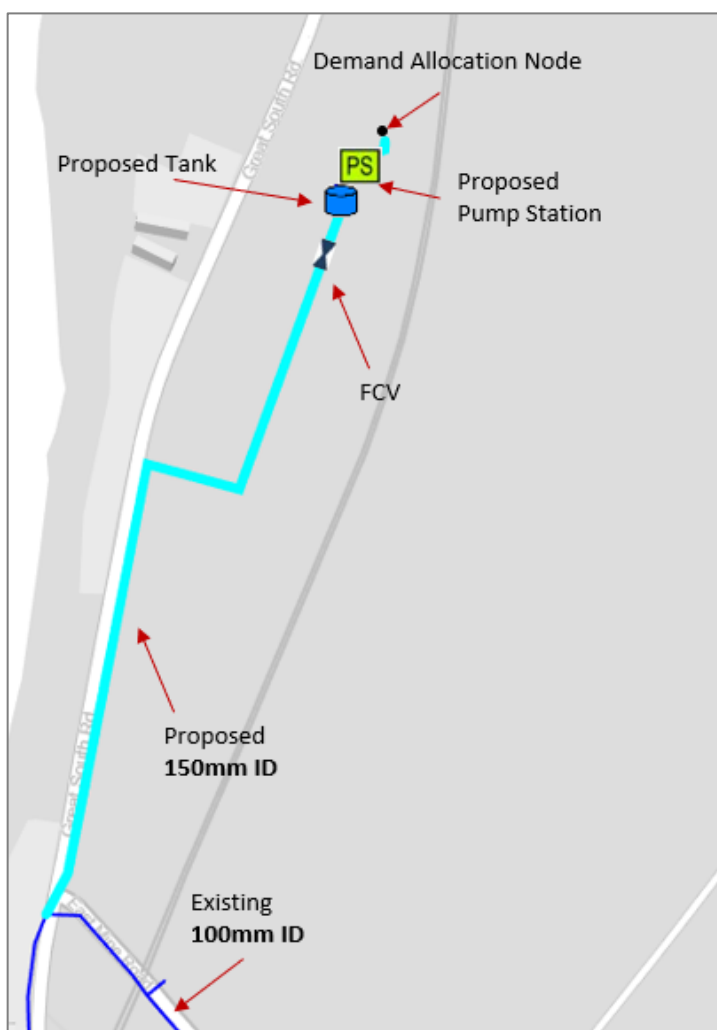 Demand Allocation Node
Great South Rd
PS
Proposed Tank
Proposed
Pump Station
FCV
Proposed
150mm ID
Great South Rd
Existing
100mm ID